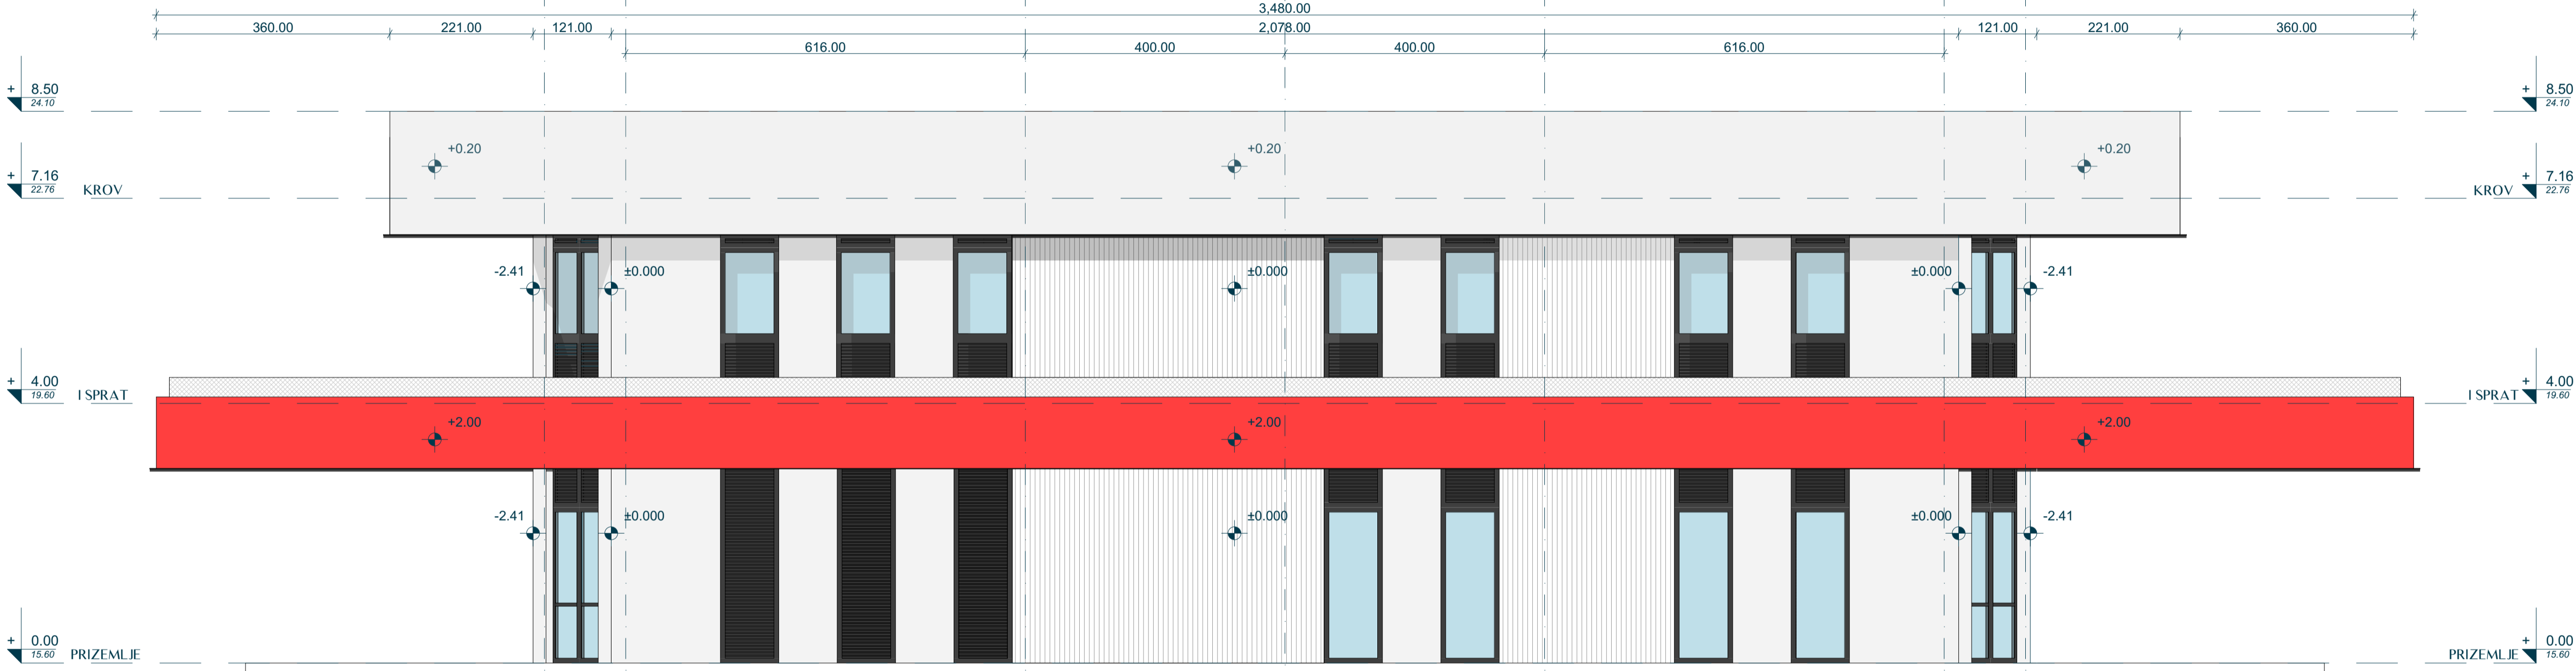 3,480.00
360.00 221.00 121.00 2,078.00 121.00 221.00 360.00
616.00 400.00 400.00 616.00
+ 8.50 + 8.50
24.10 24.10
+0.20 +0.20 +0.20
+ 7.16 + 7.16
22.76 KROV KROV 22.76
-2.41 ±0.000 ±0.000 ±0.000 -2.41
+ 4.00 + 4.00
19.60 I SPRAT I SPRAT 19.60
+2.00 +2.00 +2.00
-2.41 ±0.000 ±0.000 ±0.000 -2.41
+ 0.00 + 0.00
15.60 PRIZEMLJE PRIZEMLJE 15.60